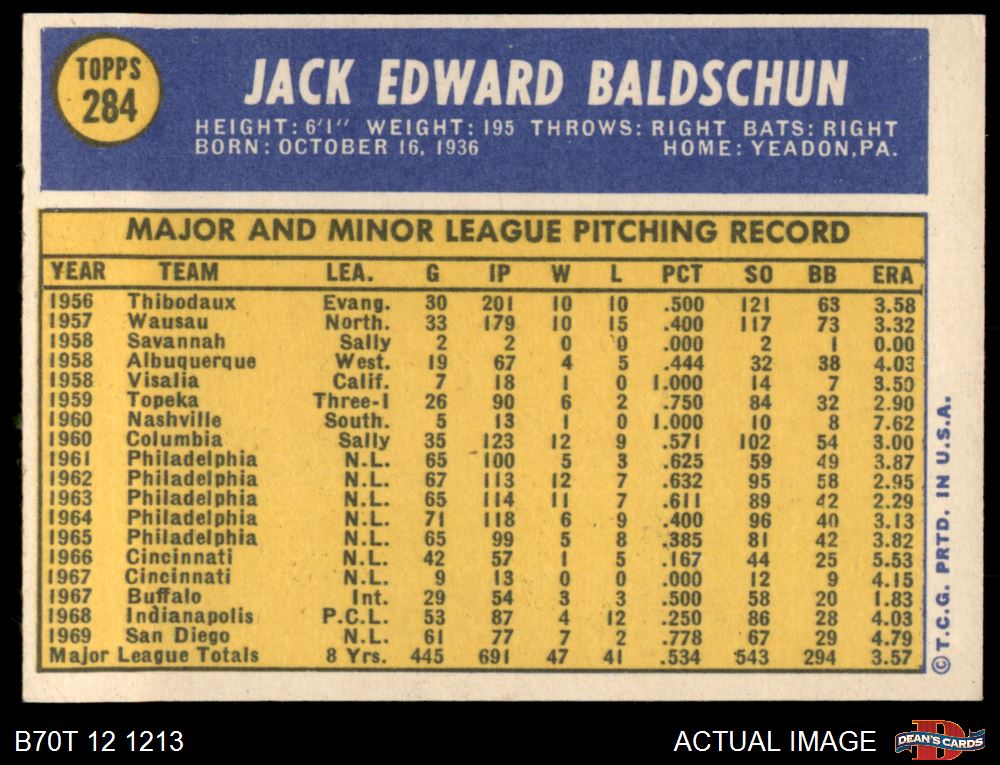 TOPPS
284
JACK EDWARD BALDSCHUN
HEIGHT: 6'1" WEIGHT: 195 THROWS: RIGHT BATS: RIGHT
BORN: OCTOBER 16, 1936 HOME: YEADON, PA.
MAJOR AND MINOR LEAGUE PITCHING RECORD
YEAR TEAM LEA. G IP W L PCT SO BB ERA
1956 Thibodaux Evang. 30 201 10 10 .500 121 63 3.58
1957 Wausau North. 33 179 10 15 .400 117 73 3.32
1958 Savannah Sally 2 2 0 0 .000 2 1 0.00
1958 Albuquerque West. 19 67 4 5 .444 32 38 4.03
1958 Visalia Calif. 7 18 1 0 1.000 14 7 3.50
1959 Topeka Three-I 26 90 6 2 .750 84 32 2.90
1960 Nashville South. 5 13 1 0 1.000 10 8 7.62
1960 Columbia Sally 35 123 12 9 .571 102 54 3.00
1961 Philadelphia N.L. 65 100 5 3 .625 59 49 3.87
1962 Philadelphia N.L. 67 113 12 7 .632 95 58 2.95
1963 Philadelphia N.L. 65 114 11 7 .611 89 42 2.29
1964 Philadelphia N.L. 71 118 6 9 .400 96 40 3.13
1965 Philadelphia N.L. 65 99 5 8 .385 81 42 3.82
1966 Cincinnati N.L. 42 57 1 5 .167 44 25 5.53
1967 Cincinnati N.L. 9 13 0 0 .000 12 9 4.15
1967 Buffalo Int. 29 54 3 3 .500 58 20 1.83
1968 Indianapolis P.C.L. 53 87 4 12 .250 86 28 4.03
1969 San Diego N.L. 61 77 7 2 .778 67 29 4.79
Major League Totals 8 Yrs. 445 691 47 41 .534 543 294 3.57
© T.C.G. PRTD. IN U.S.A.
B70T 12 1213
ACTUAL IMAGE
DEAN'S CARDS